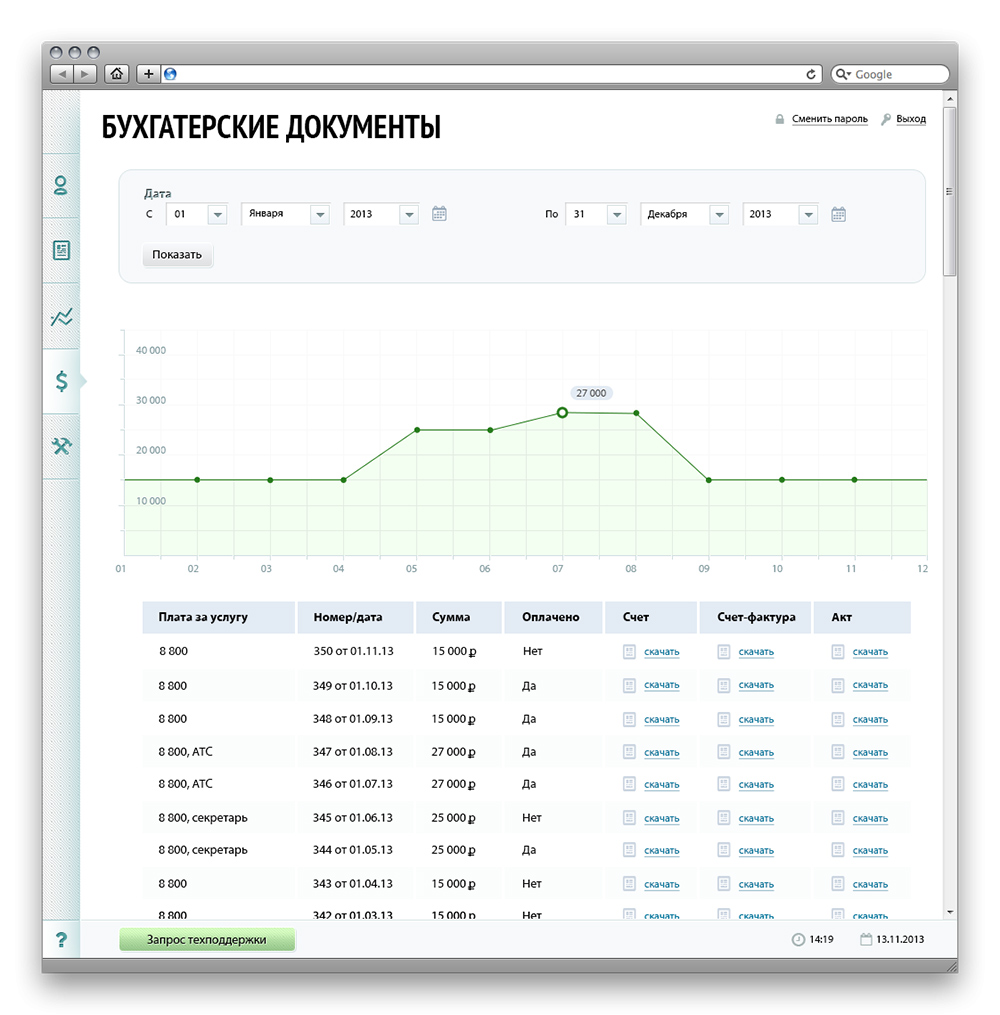 Google
БУХГАТЕРСКИЕ ДОКУМЕНТЫ
Сменить пароль Выход
Дата
С 01 Января 2013 По 31 Декабря 2013
Показать
40 000
27 000
30 000
20 000
10 000
01 02 03 04 05 06 07 08 09 10 11 12
Плата за услугу Номер/дата Сумма Оплачено Счет Счет-фактура Акт
8 800 350 от 01.11.13 15 000 ₽ Нет скачать скачать скачать
8 800 349 от 01.10.13 15 000 ₽ Да скачать скачать скачать
8 800 348 от 01.09.13 15 000 ₽ Да скачать скачать скачать
8 800, АТС 347 от 01.08.13 27 000 ₽ Да скачать скачать скачать
8 800, АТС 346 от 01.07.13 27 000 ₽ Да скачать скачать скачать
8 800, секретарь 345 от 01.06.13 25 000 ₽ Нет скачать скачать скачать
8 800, секретарь 344 от 01.05.13 25 000 ₽ Да скачать скачать скачать
8 800 343 от 01.04.13 15 000 ₽ Нет скачать скачать скачать
8 800 342 от 01.03.13 15 000 ₽ Нет скачать скачать скачать
? Запрос техподдержки 14:19 13.11.2013